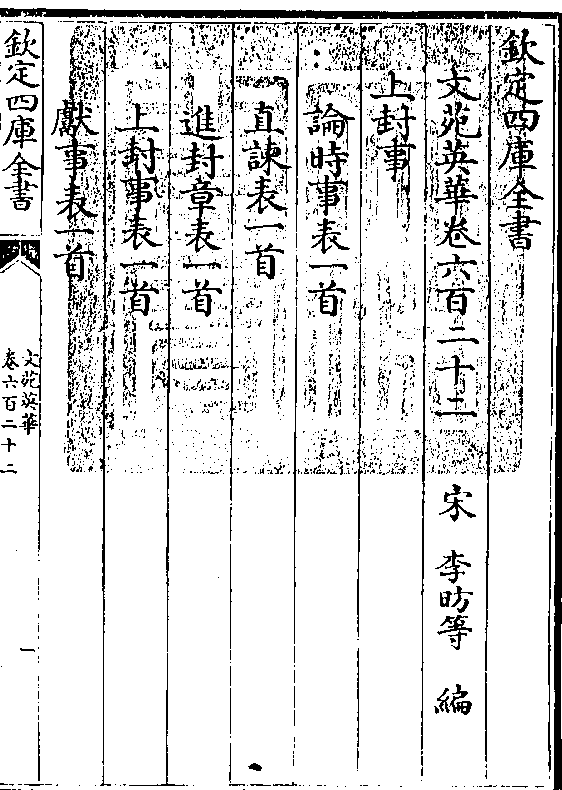 欽定四庫全書
文苑英華卷六百二十二
宋 李昉等 編
上封事
論時事表一首
直諫表一首
進封章表一首
上封事表一首
獻事表一首
欽定四庫全書
文苑英華
卷六百二十二
一